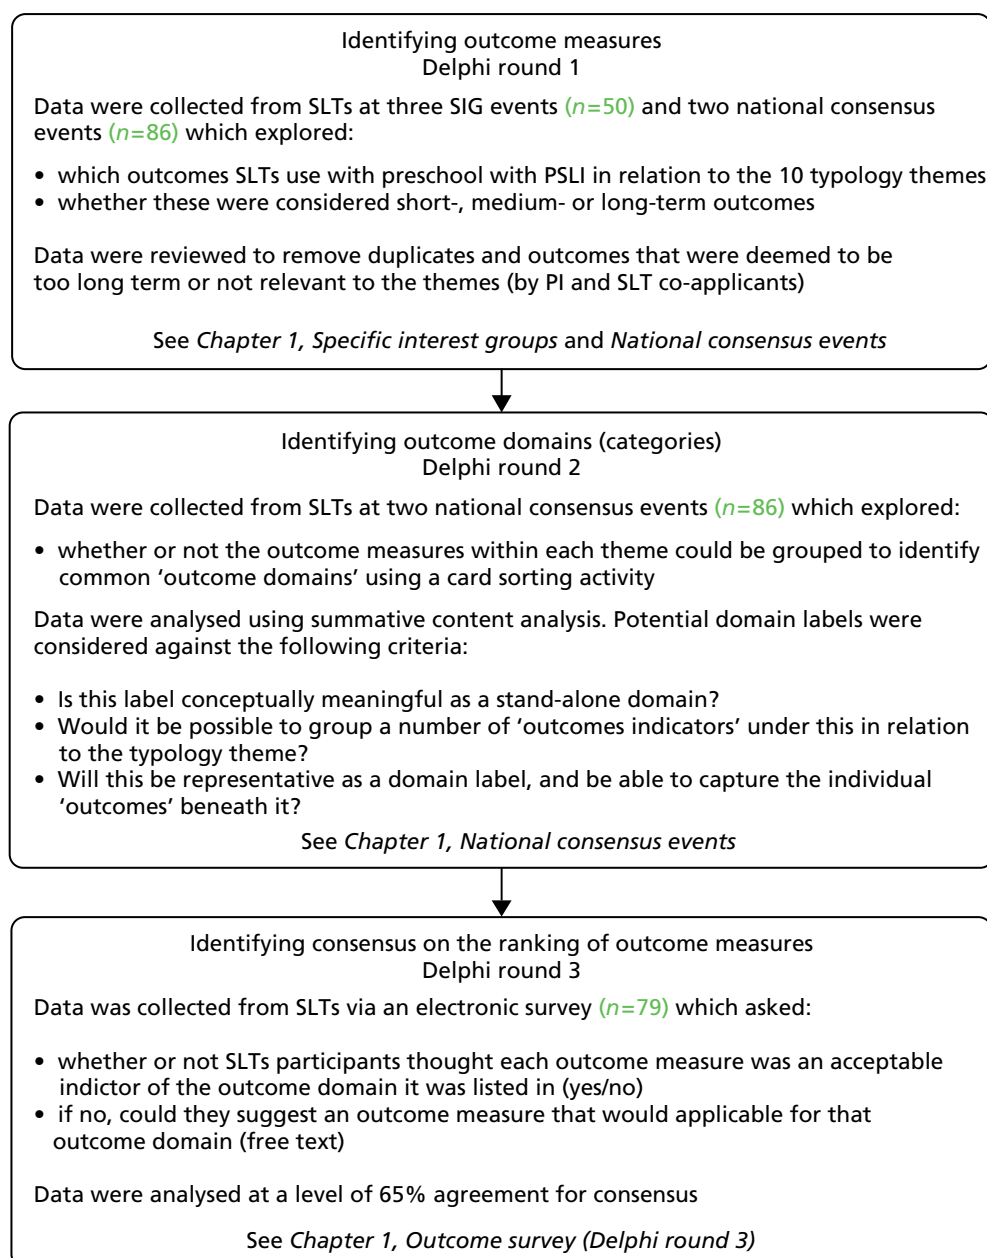 Identifying outcome measures
Delphi round 1
Data were collected from SLTs at three SIG events (n=50) and two national consensus
events (n=86) which explored:
• which outcomes SLTs use with preschool with PSLI in relation to the 10 typology themes
• whether these were considered short-, medium- or long-term outcomes
Data were reviewed to remove duplicates and outcomes that were deemed to be
too long term or not relevant to the themes (by PI and SLT co-applicants)
See Chapter 1, Specific interest groups and National consensus events
Identifying outcome domains (categories)
Delphi round 2
Data were collected from SLTs at two national consensus events (n=86) which explored:
• whether or not the outcome measures within each theme could be grouped to identify
common ‘outcome domains’ using a card sorting activity
Data were analysed using summative content analysis. Potential domain labels were
considered against the following criteria:
• Is this label conceptually meaningful as a stand-alone domain?
• Would it be possible to group a number of ‘outcomes indicators’ under this in relation
to the typology theme?
• Will this be representative as a domain label, and be able to capture the individual
‘outcomes’ beneath it?
See Chapter 1, National consensus events
Identifying consensus on the ranking of outcome measures
Delphi round 3
Data was collected from SLTs via an electronic survey (n=79) which asked:
• whether or not SLTs participants thought each outcome measure was an acceptable
indictor of the outcome domain it was listed in (yes/no)
• if no, could they suggest an outcome measure that would applicable for that
outcome domain (free text)
Data were analysed at a level of 65% agreement for consensus
See Chapter 1, Outcome survey (Delphi round 3)